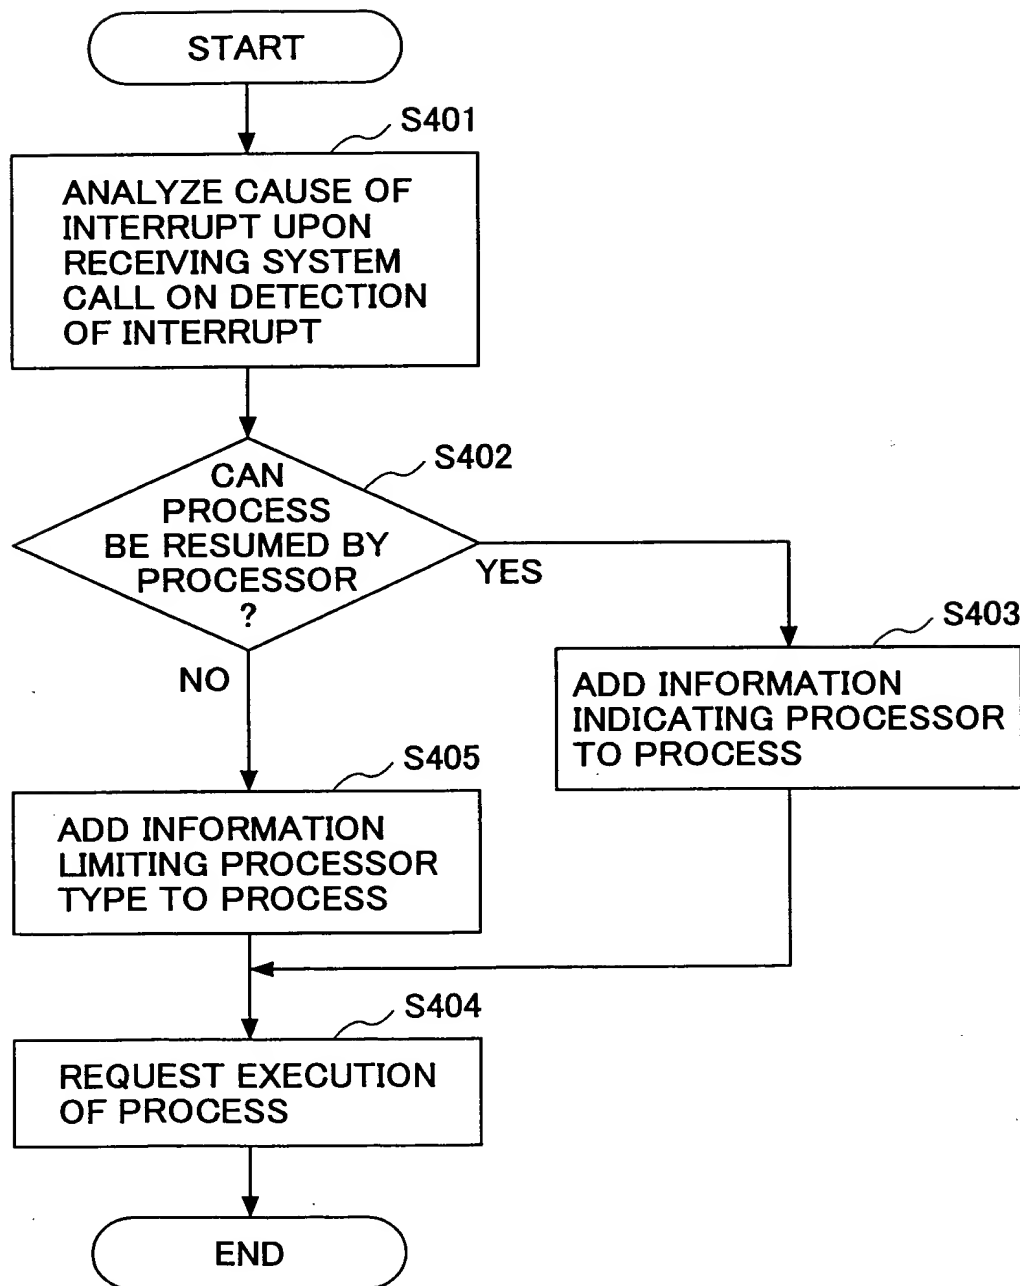 START
S401
ANALYZE CAUSE OF
INTERRUPT UPON
RECEIVING SYSTEM
CALL ON DETECTION
OF INTERRUPT
S402
CAN
PROCESS
BE RESUMED BY
PROCESSOR
?
YES
NO
S403
ADD INFORMATION
INDICATING PROCESSOR
TO PROCESS
S405
ADD INFORMATION
LIMITING PROCESSOR
TYPE TO PROCESS
S404
REQUEST EXECUTION
OF PROCESS
END